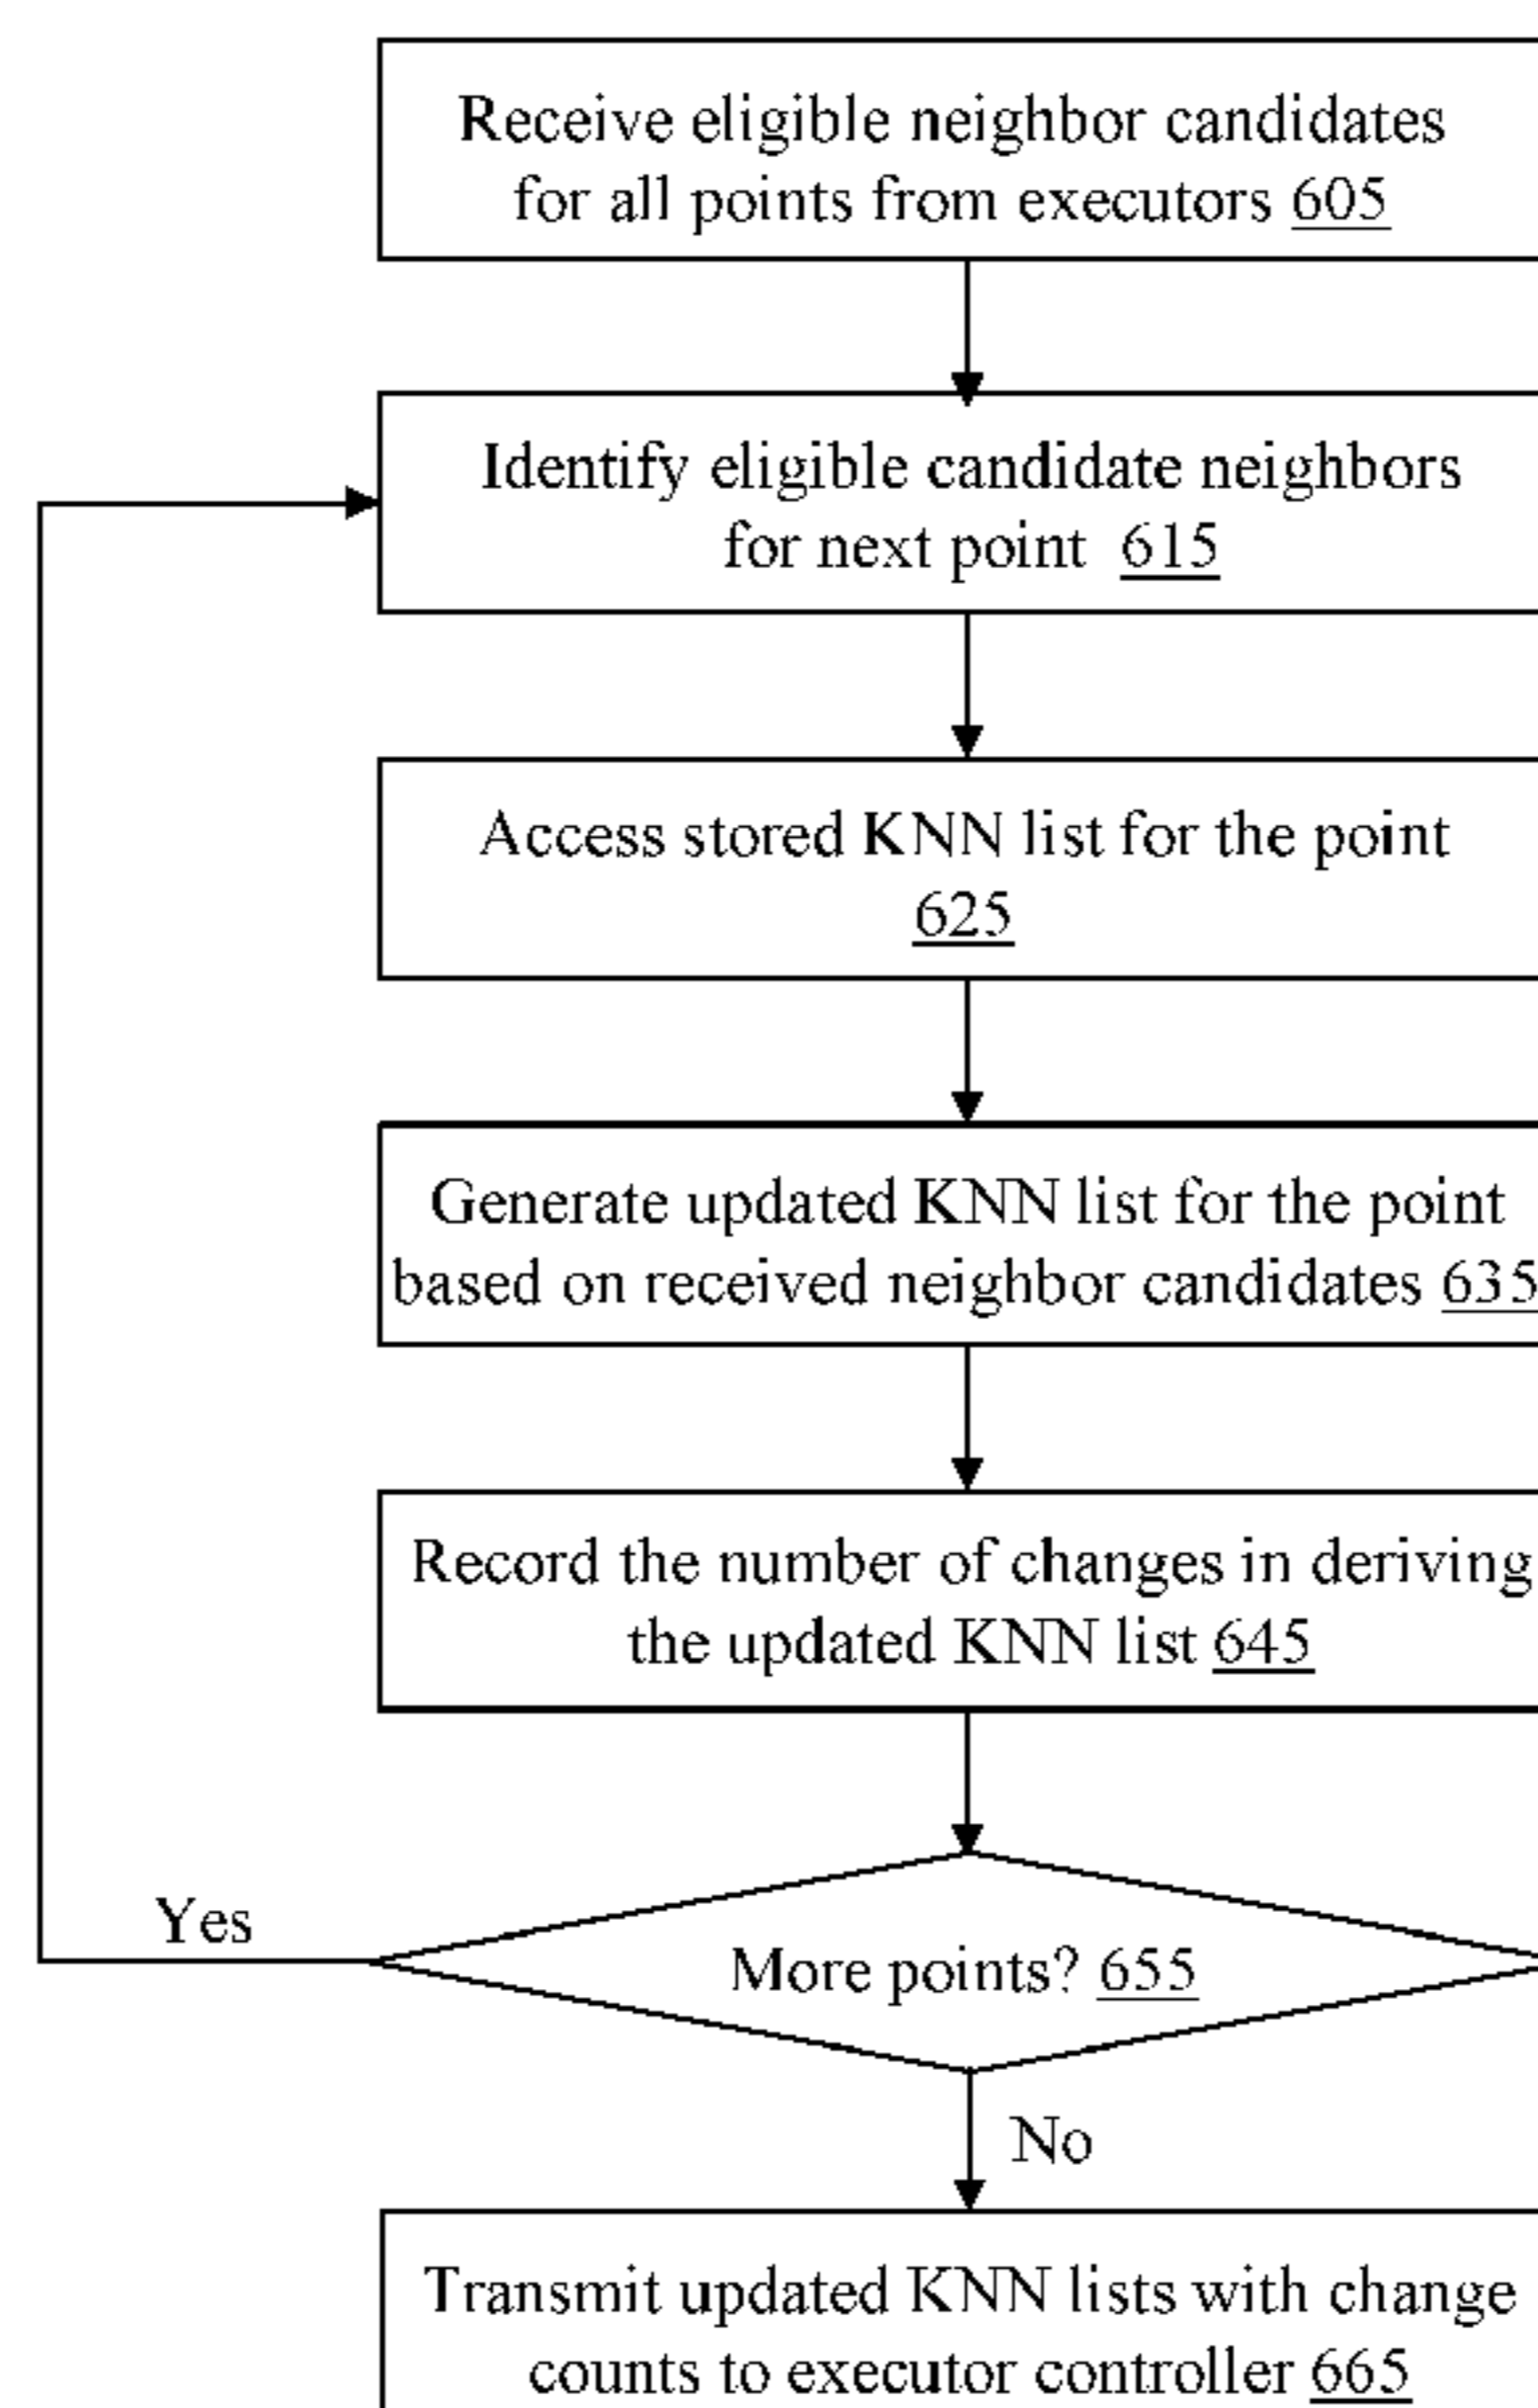 Receive eligible neighbor candidates
for all points from executors 605
Identify eligible candidate neighbors
for next point 615
Access stored KNN list for the point
625
Generate updated KNN list for the point
based on received neighbor candidates 635
Record the number of changes in deriving
the updated KNN list 645
Yes
More points? 655
No
Transmit updated KNN lists with change
counts to executor controller 665